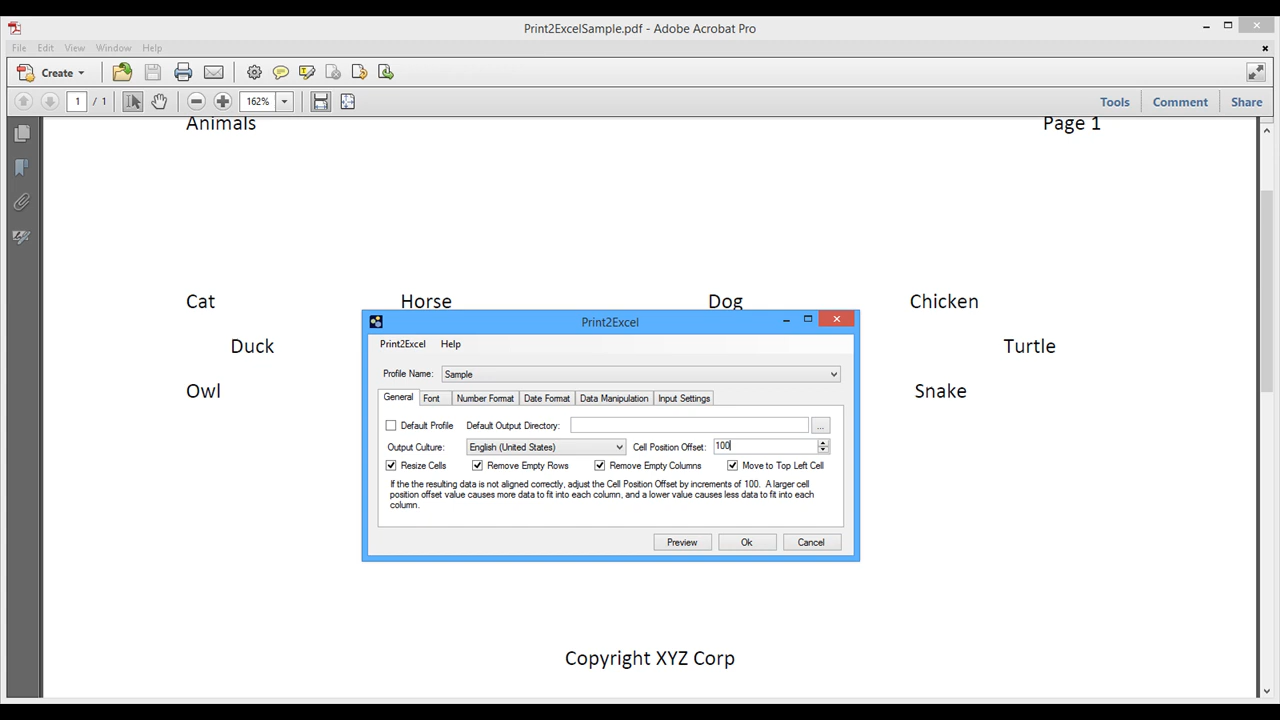 Print2ExcelSample.pdf - Adobe Acrobat Pro
File Edit View Window Help
Create
1 / 1 162% Tools Comment Share
Animals Page 1
Cat Horse Dog Chicken
Duck Turtle
Owl Snake
Print2Excel
Print2Excel Help
Profile Name: Sample
General Font Number Format Date Format Data Manipulation Input Settings
Default Profile Default Output Directory: ...
Output Culture: English (United States) Cell Position Offset: 100
Resize Cells Remove Empty Rows Remove Empty Columns Move to Top Left Cell
If the the resulting data is not aligned correctly, adjust the Cell Position Offset by increments of 100. A larger cell
position offset value causes more data to fit into each column, and a lower value causes less data to fit into each
column.
Preview Ok Cancel
Copyright XYZ Corp